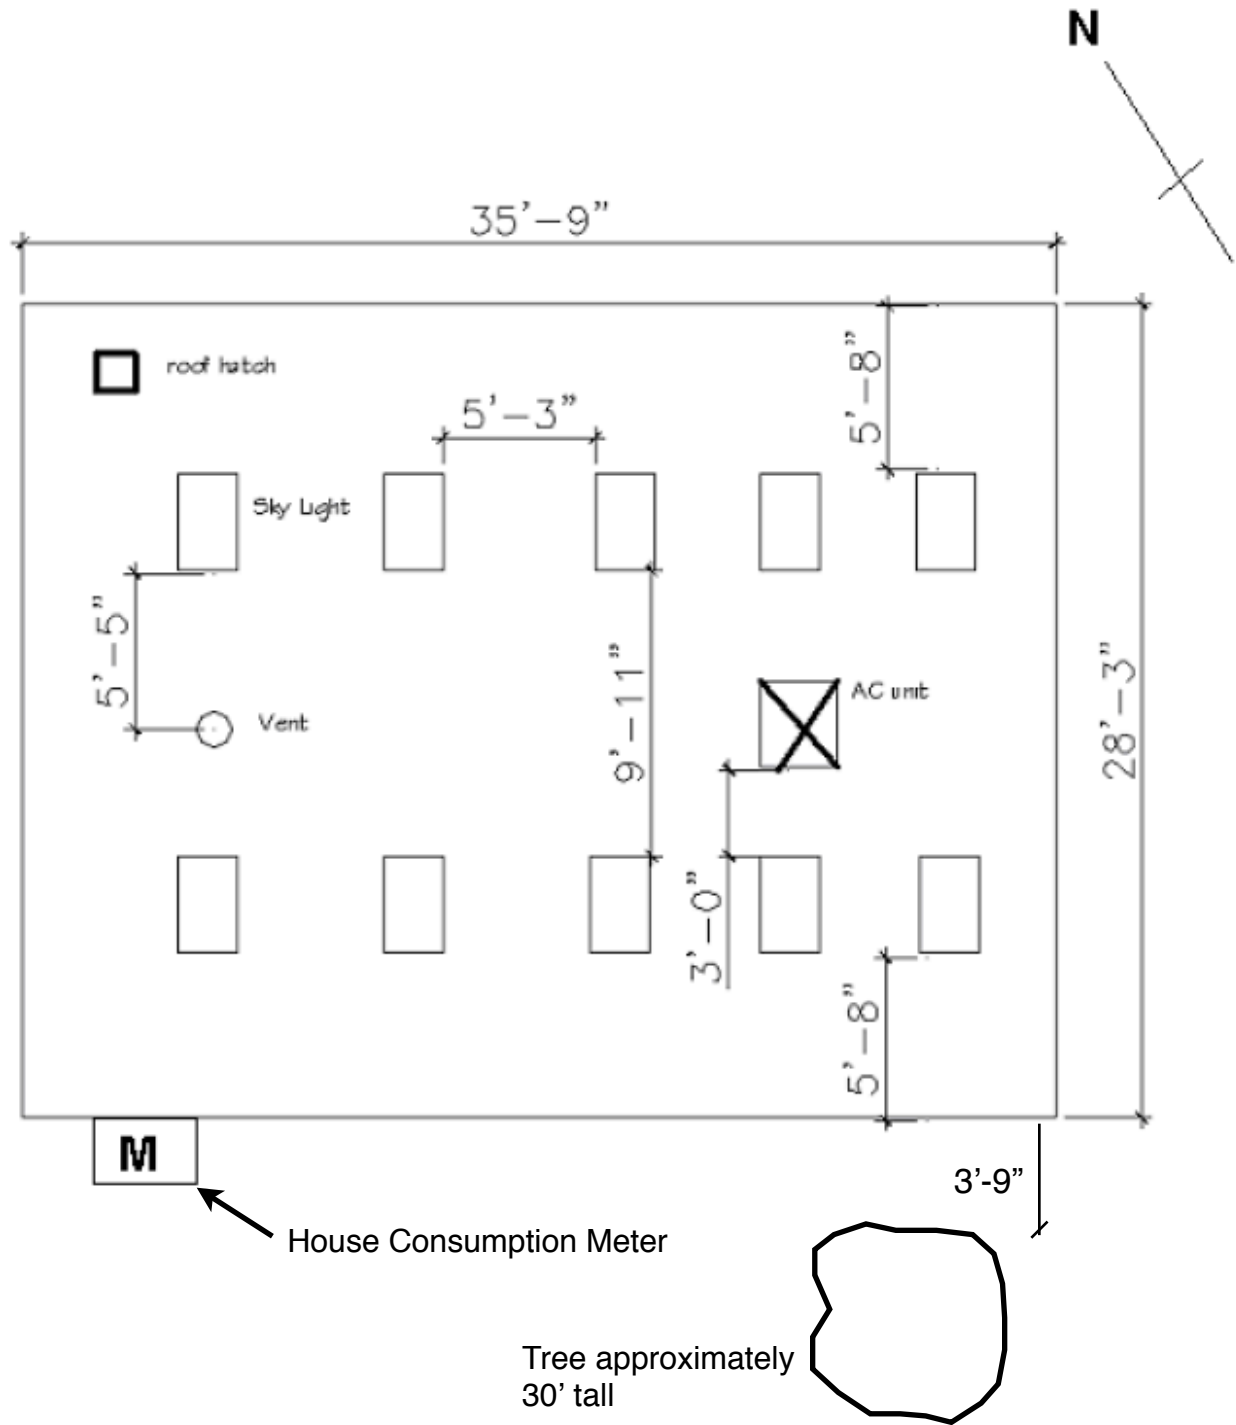 N
35'-9"
roof hatch
5'-8"
5'-3"
Sky Light
5'-5"
9'-11"
AC unit
Vent
28'-3"
3'-0"
5'-8"
M
3'-9"
House Consumption Meter
Tree approximately
30' tall